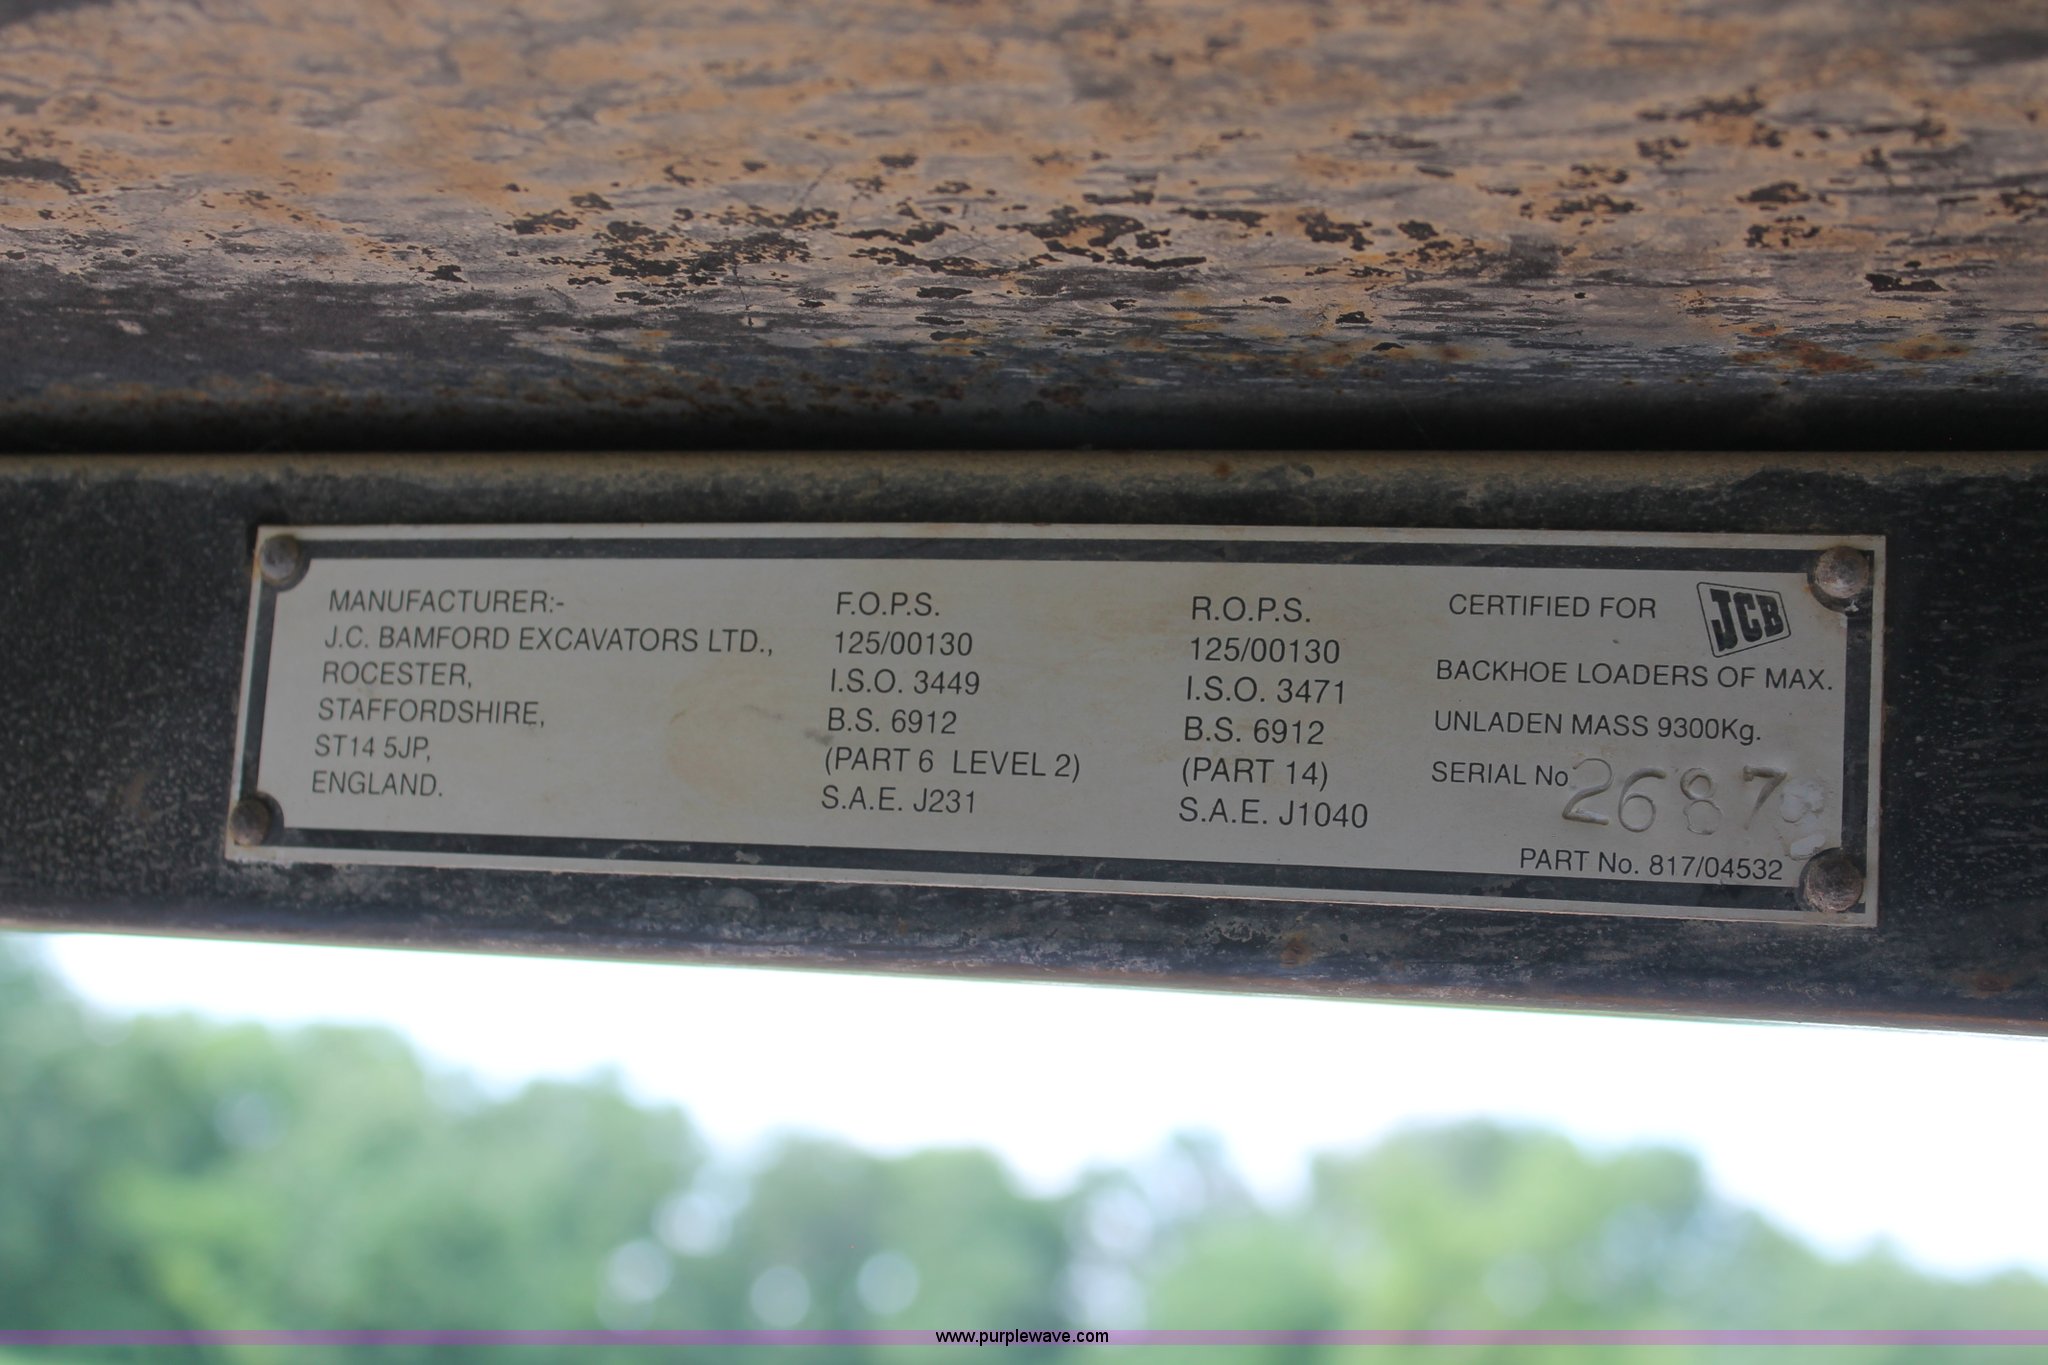 MANUFACTURER:-
J.C. BAMFORD EXCAVATORS LTD.,
ROCESTER,
STAFFORDSHIRE,
ST14 5JP,
ENGLAND.
F.O.P.S.
125/00130
I.S.O. 3449
B.S. 6912
(PART 6 LEVEL 2)
S.A.E. J231
R.O.P.S.
125/00130
I.S.O. 3471
B.S. 6912
(PART 14)
S.A.E. J1040
CERTIFIED FOR JCB
BACKHOE LOADERS OF MAX.
UNLADEN MASS 9300Kg.
SERIAL No
PART No. 817/04532
www.purplewave.com